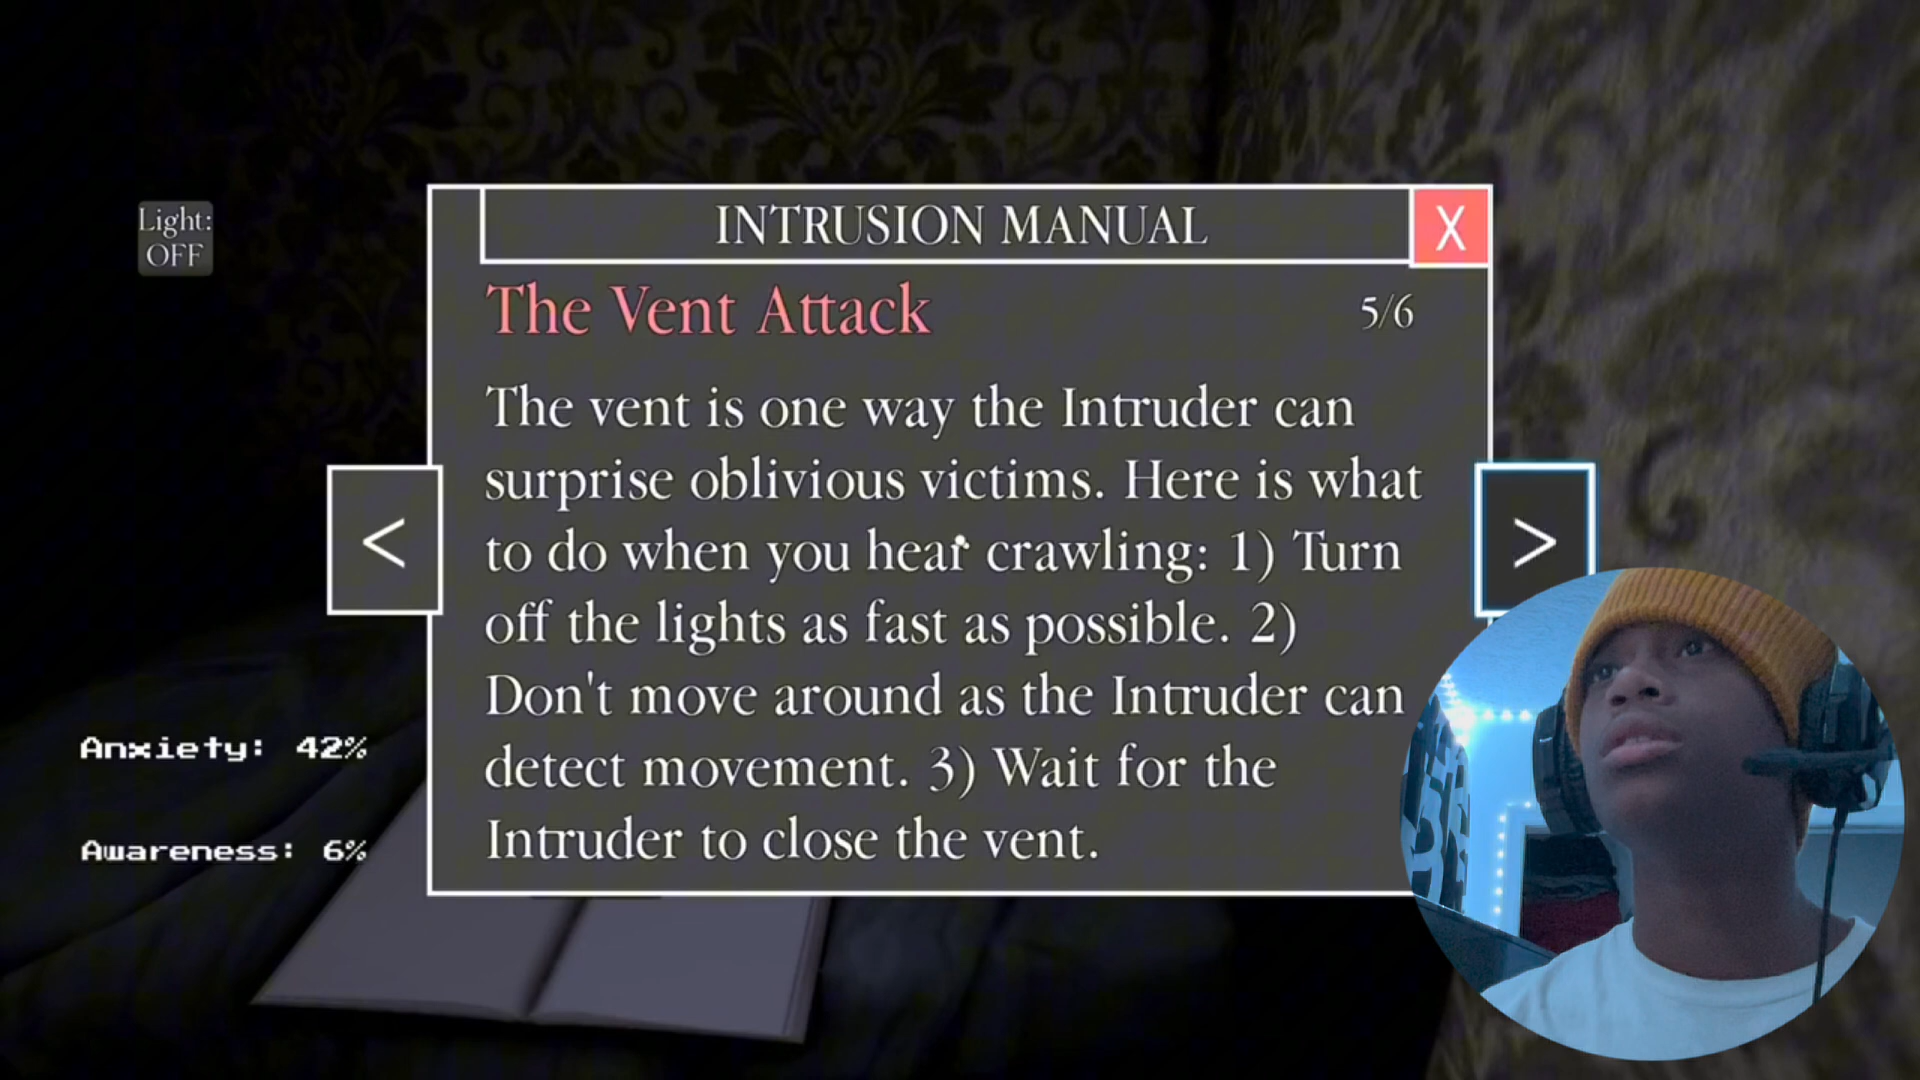 Light:
OFF
INTRUSION MANUAL
X
The Vent Attack
5/6
The vent is one way the Intruder can
surprise oblivious victims. Here is what
to do when you hear crawling: 1) Turn
off the lights as fast as possible. 2)
Don't move around as the Intruder can
detect movement. 3) Wait for the
Intruder to close the vent.
<
>
Anxiety: 42%
Awareness: 6%